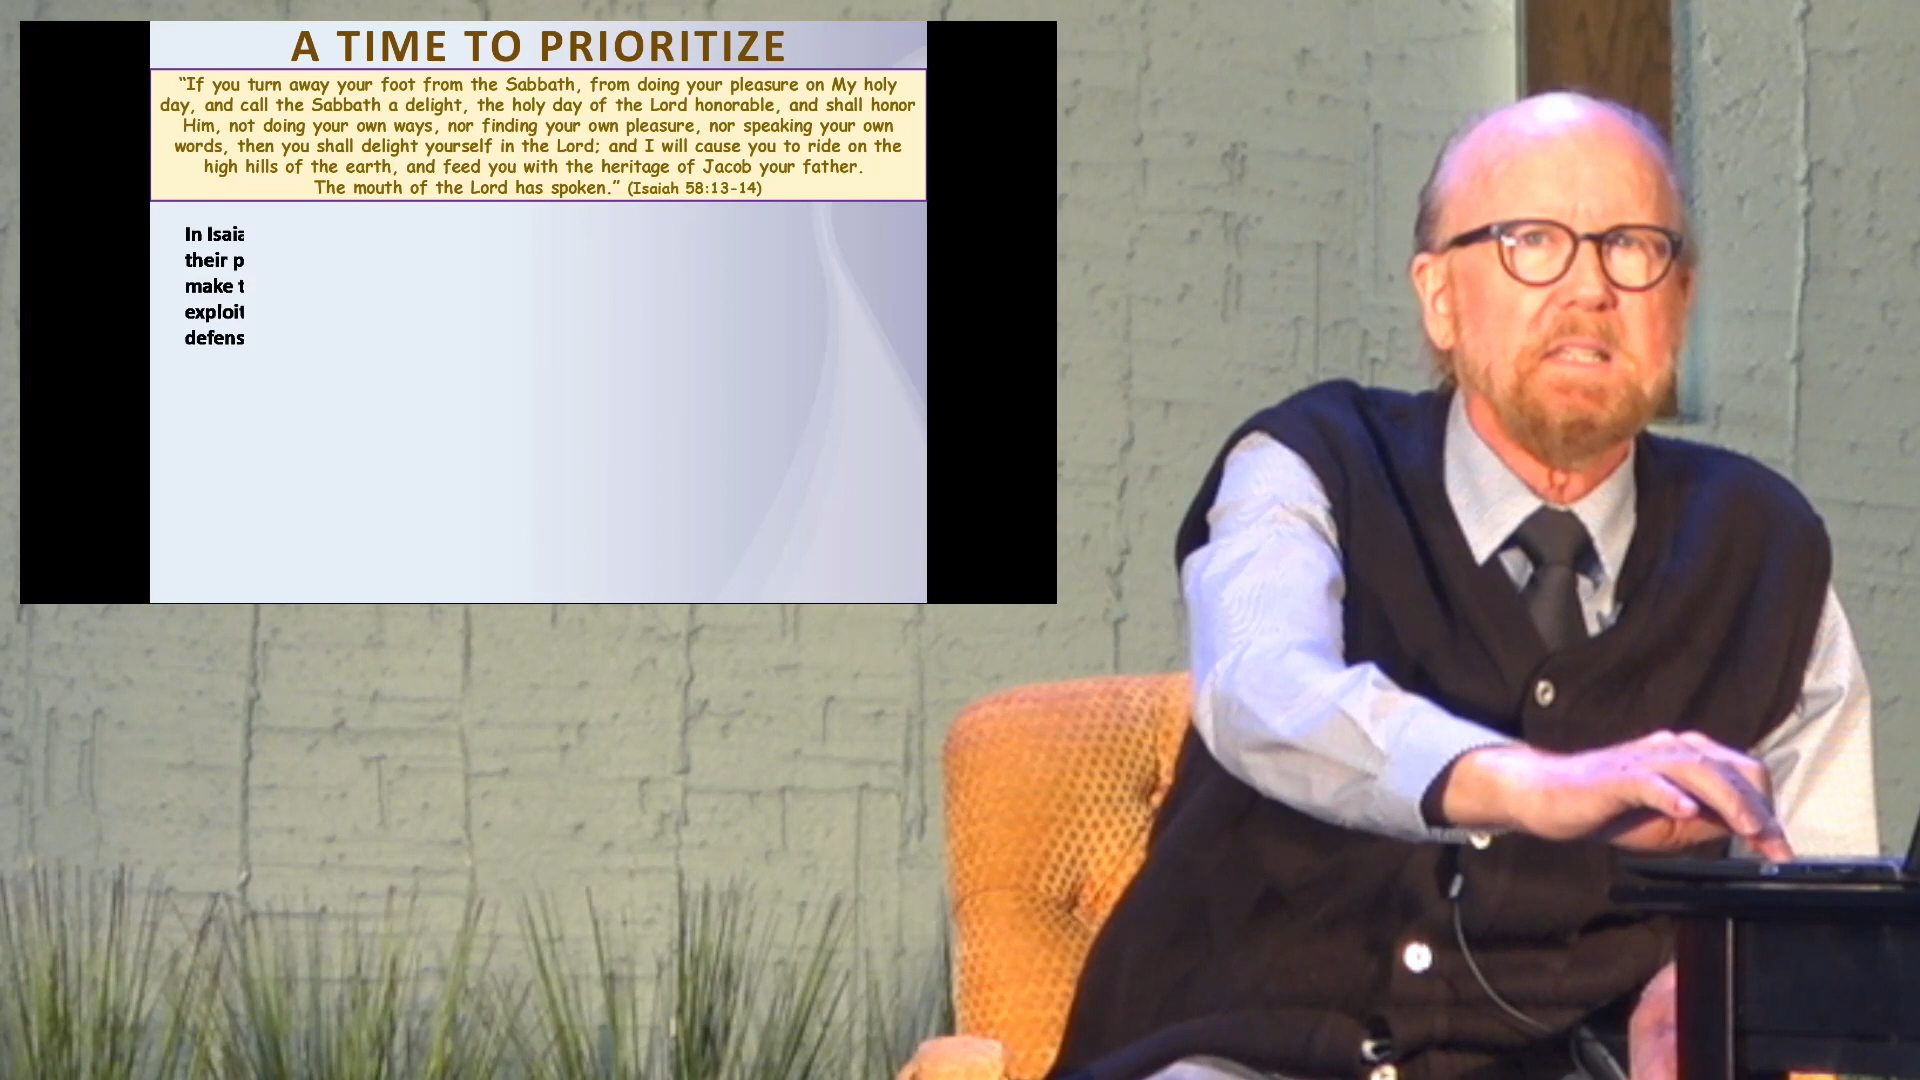 A TIME TO PRIORITIZE
“If you turn away your foot from the Sabbath, from doing your pleasure on My holy
day, and call the Sabbath a delight, the holy day of the Lord honorable, and shall honor
Him, not doing your own ways, nor finding your own pleasure, nor speaking your own
words, then you shall delight yourself in the Lord; and I will cause you to ride on the
high hills of the earth, and feed you with the heritage of Jacob your father.
The mouth of the Lord has spoken.” (Isaiah 58:13-14)
In Isaia
their p
make t
exploit
defens